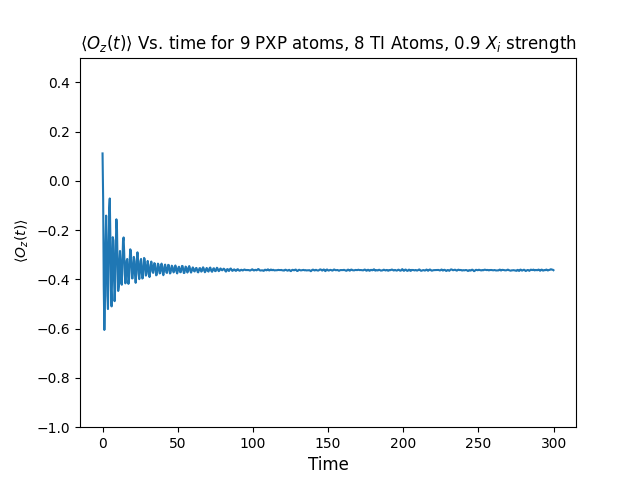 ⟨O_z(t)⟩ Vs. time for 9 PXP atoms, 8 TI Atoms, 0.9 X_i strength
0.4
0.2
0.0
−0.2
−0.4
−0.6
−0.8
−1.0
⟨O_z(t)⟩
0 50 100 150 200 250 300
Time